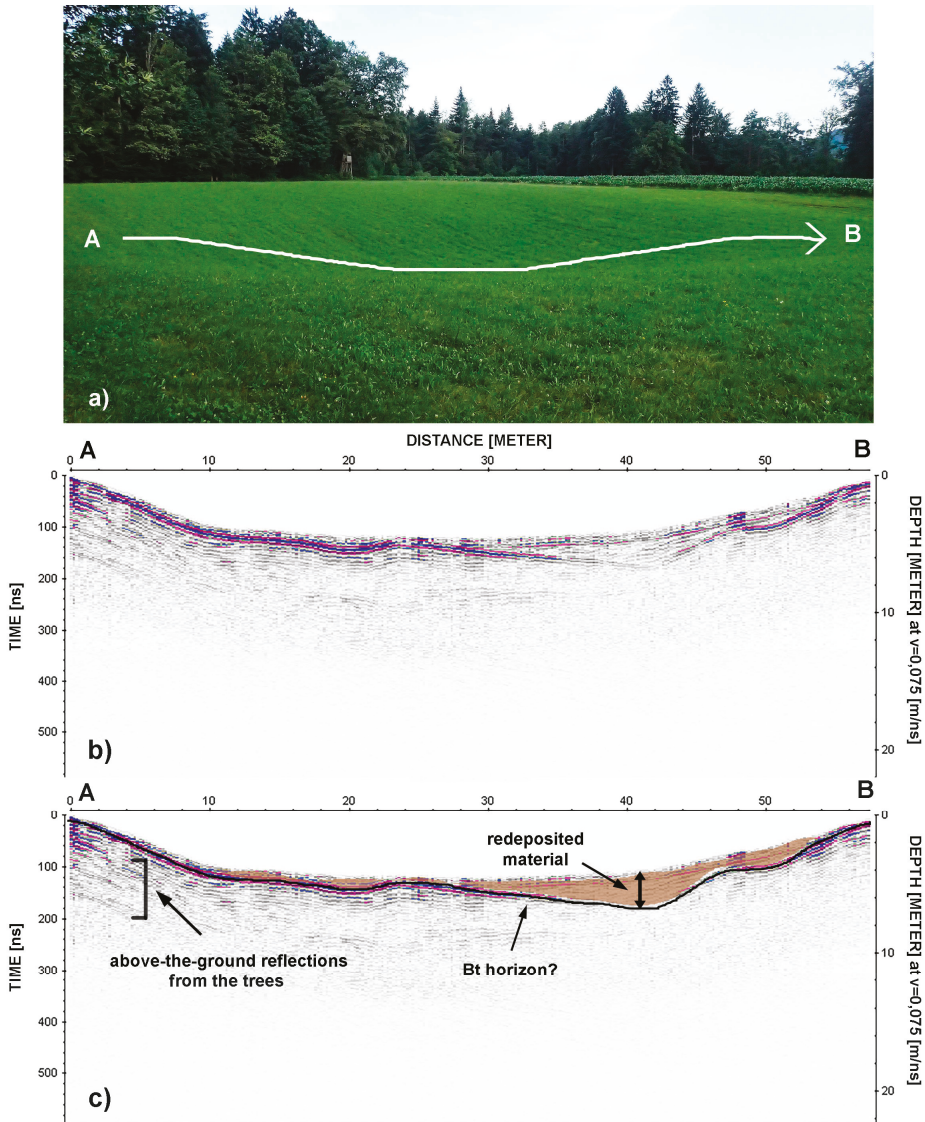 A
B
a)
DISTANCE [METER]
A
B
0 10 20 30 40 50
0
100
200
300
400
500
TIME [ns]
0
10
20
DEPTH [METER] at v=0,075 [m/ns]
b)
A
B
0 10 20 30 40 50
0
100
200
300
400
500
TIME [ns]
0
10
20
DEPTH [METER] at v=0,075 [m/ns]
redeposited
material
above-the-ground reflections
from the trees
Bt horizon?
c)